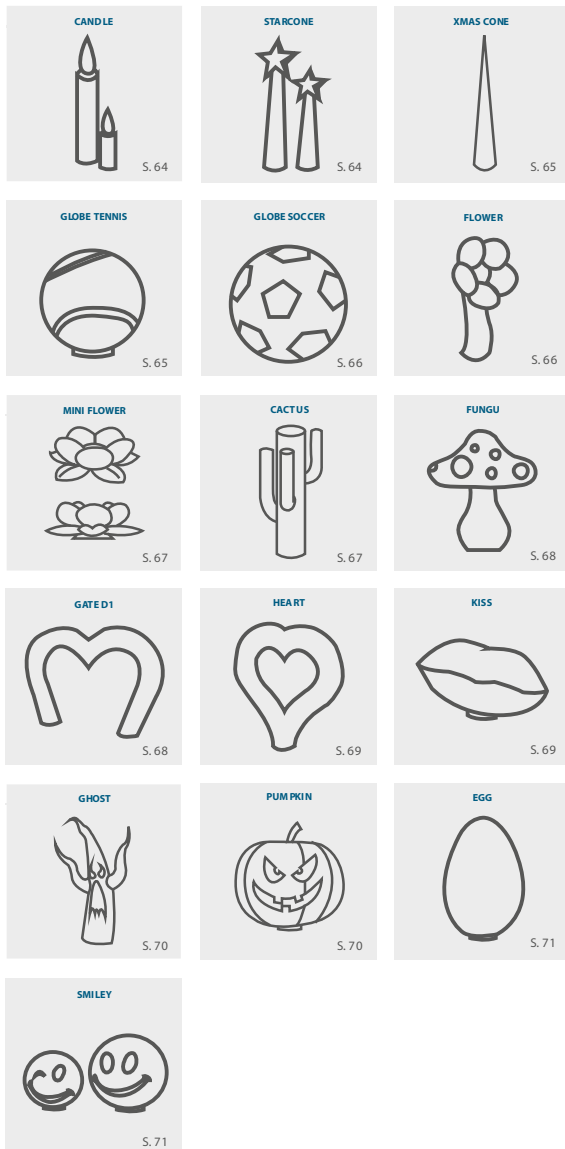 CANDLE
S. 64
STARCONE
S. 64
XMAS CONE
S. 65
GLOBE TENNIS
S. 65
GLOBE SOCCER
S. 66
FLOWER
S. 66
MINI FLOWER
S. 67
CACTUS
S. 67
FUNGU
S. 68
GATE D1
S. 68
HEART
S. 69
KISS
S. 69
GHOST
S. 70
PUMPKIN
S. 70
EGG
S. 71
SMILEY
S. 71